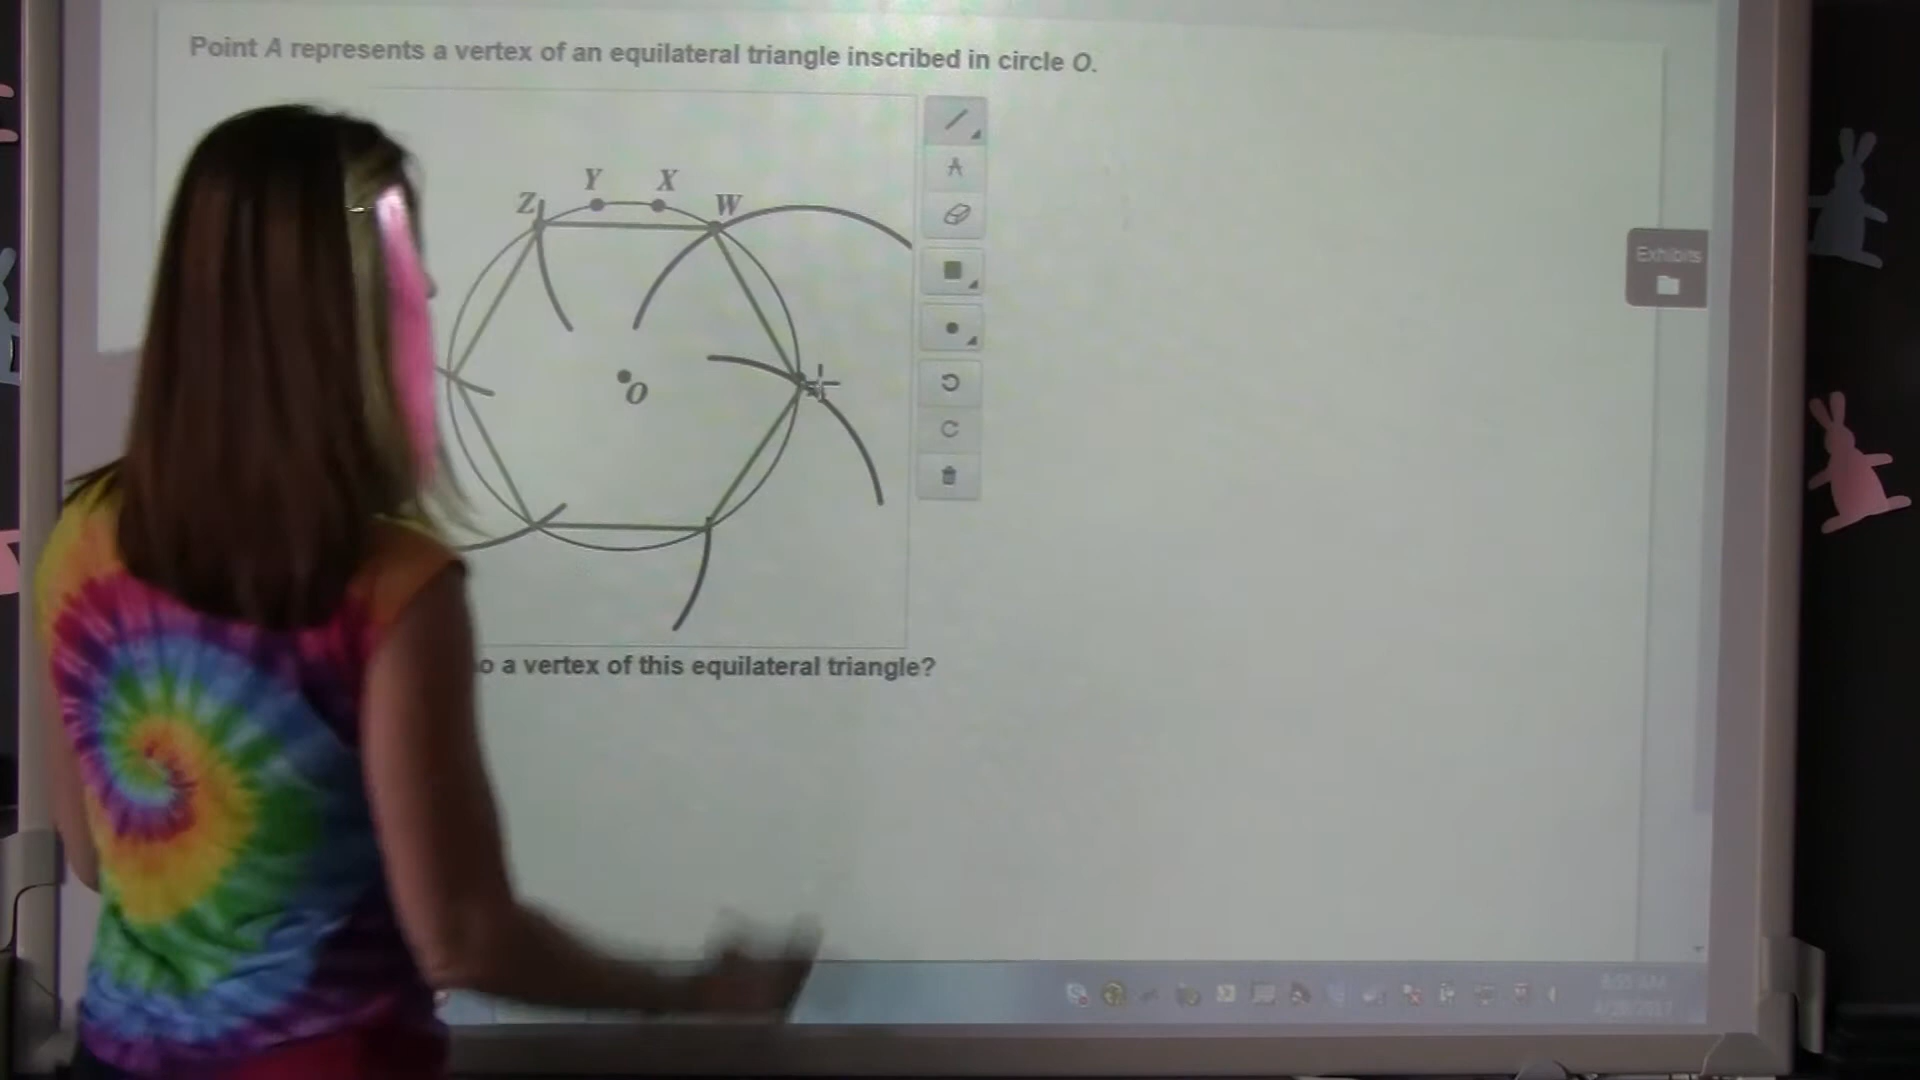 Point A represents a vertex of an equilateral triangle inscribed in circle O.
Y X
Z W
Exhibits
O
o a vertex of this equilateral triangle?